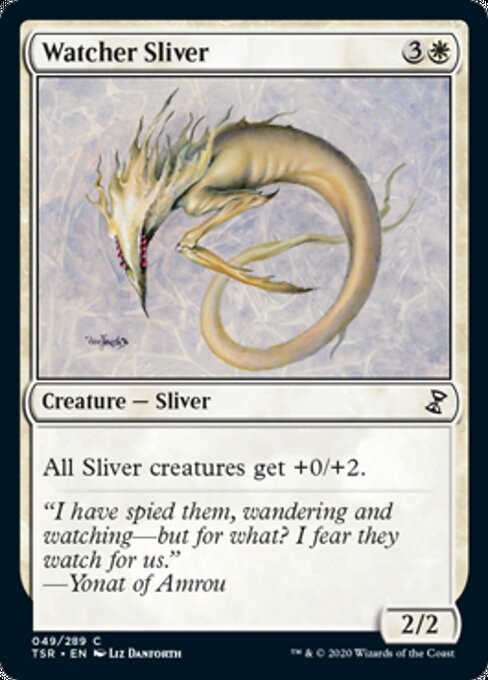 Watcher Sliver 3
Creature — Sliver
All Sliver creatures get +0/+2.
“I have spied them, wandering and
watching—but for what? I fear they
watch for us.”
—Yonat of Amrou
2/2
049/289 C
TSR • EN Liz Danforth
™ & © 2020 Wizards of the Coast